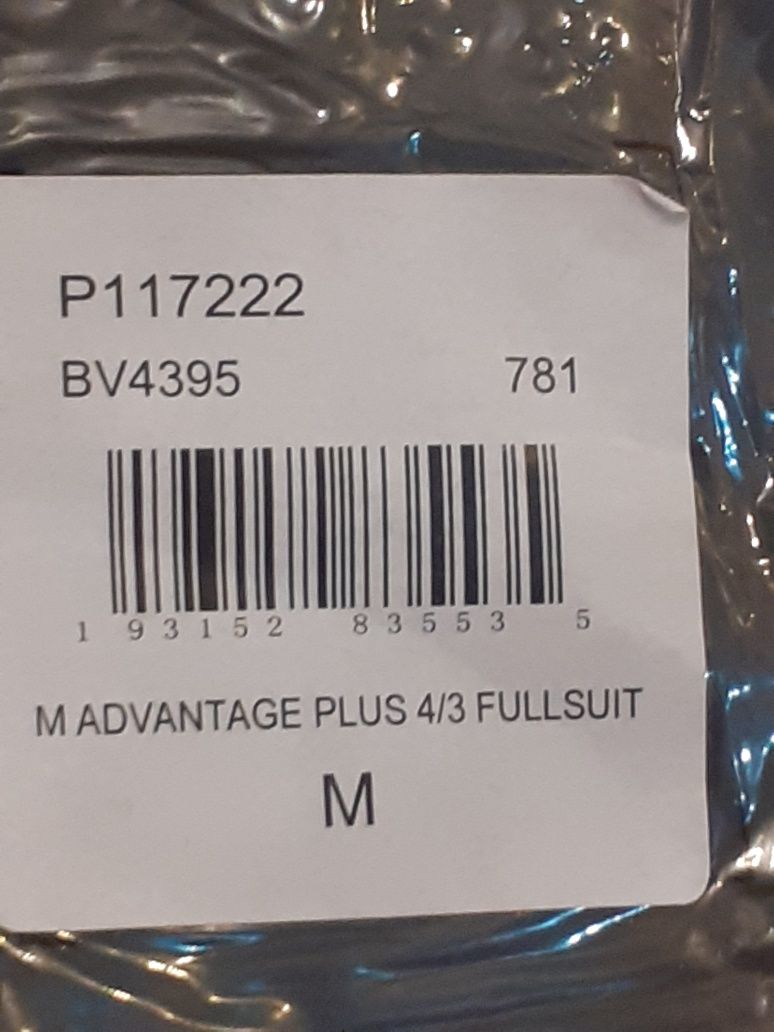 P117222
BV4395 781
1 93152 83553 5
M ADVANTAGE PLUS 4/3 FULLSUIT
M